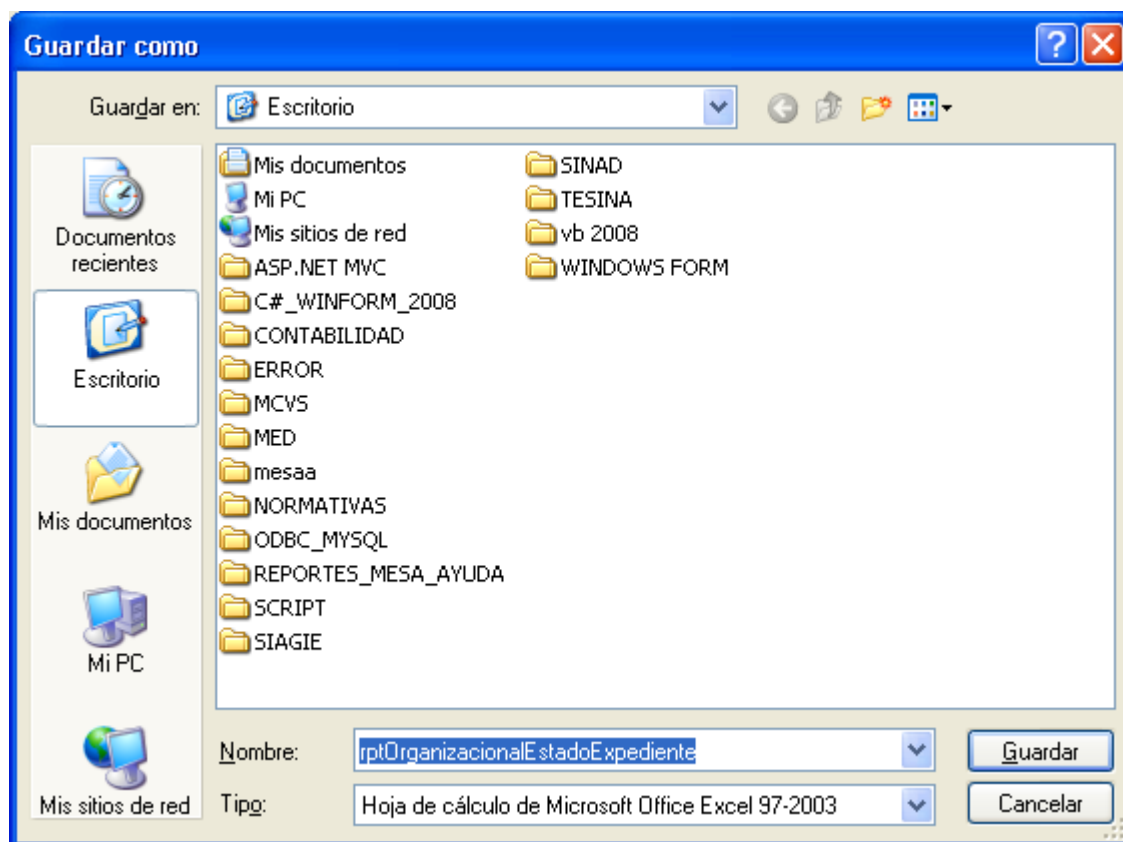 Guardar como
Guardar en: Escritorio
Documentos
recientes
Escritorio
Mis documentos
Mi PC
Mis sitios de red
Mis documentos
Mi PC
Mis sitios de red
ASP.NET MVC
C#_WINFORM_2008
CONTABILIDAD
ERROR
MCVS
MED
mesaa
NORMATIVAS
ODBC_MYSQL
REPORTES_MESA_AYUDA
SCRIPT
SIAGIE
SINAD
TESINA
vb 2008
WINDOWS FORM
Nombre: rptOrganizacionalEstadoExpediente Guardar
Tipo: Hoja de cálculo de Microsoft Office Excel 97-2003 Cancelar